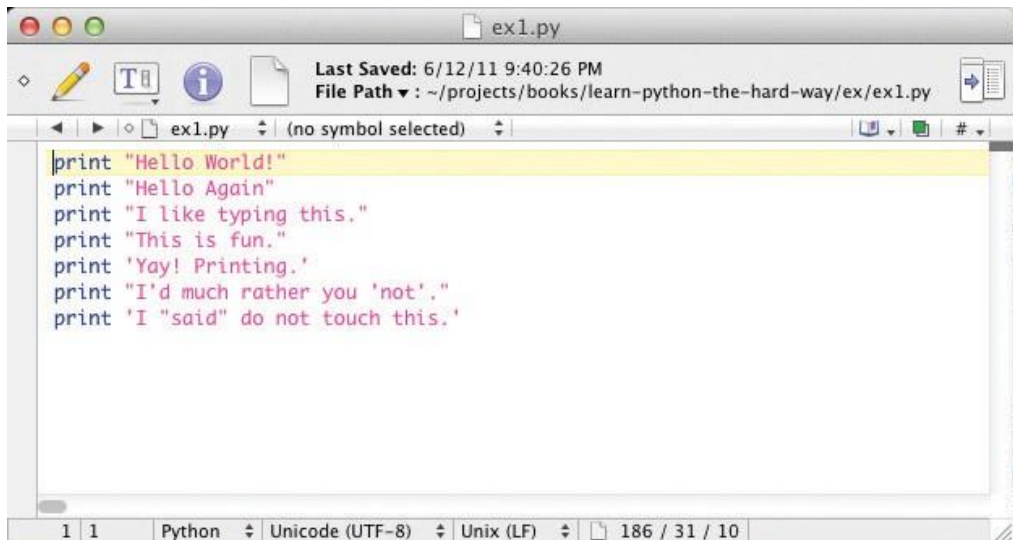 ex1.py
Last Saved: 6/12/11 9:40:26 PM
File Path ▾ : ~/projects/books/learn-python-the-hard-way/ex/ex1.py
ex1.py (no symbol selected) #
print "Hello World!"
print "Hello Again"
print "I like typing this."
print "This is fun."
print 'Yay! Printing.'
print "I'd much rather you 'not'."
print 'I "said" do not touch this.'
1 1 Python Unicode (UTF-8) Unix (LF) 186 / 31 / 10